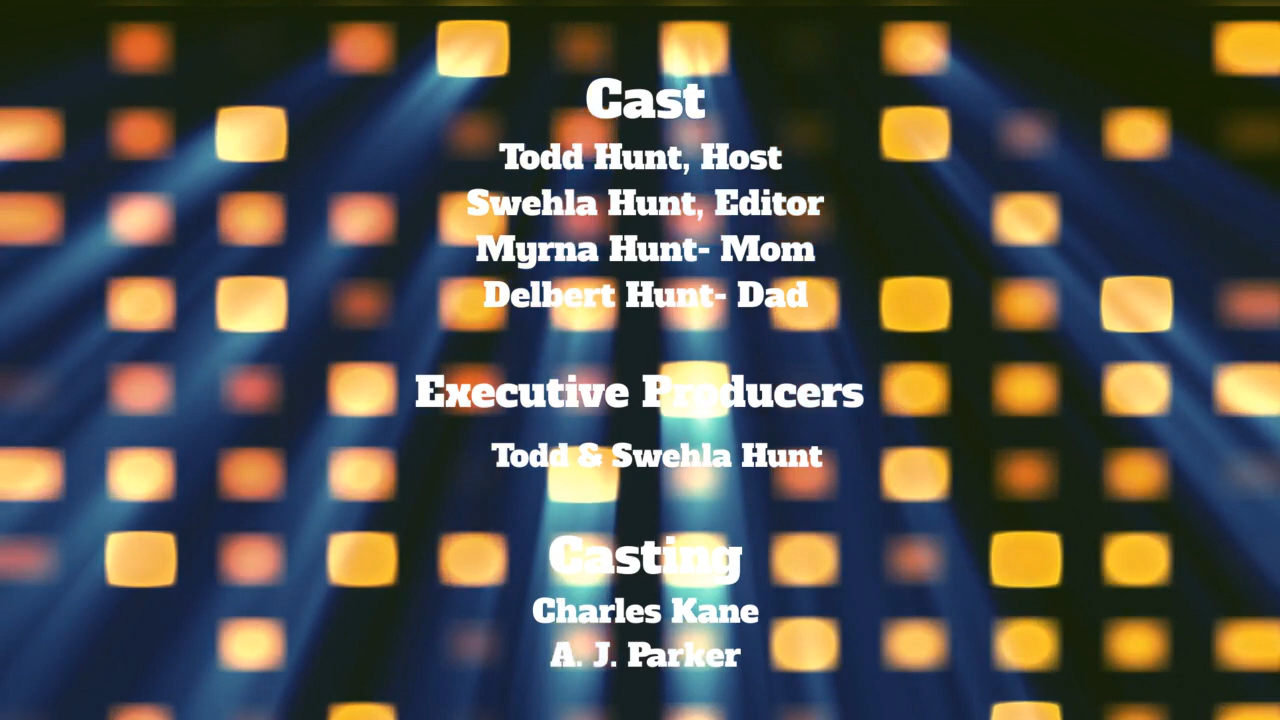 Cast
Todd Hunt, Host
Swehla Hunt, Editor
Myrna Hunt- Mom
Delbert Hunt- Dad
Executive Producers
Todd & Swehla Hunt
Casting
Charles Kane
A. J. Parker